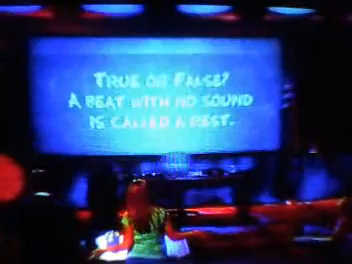 True or False?
A beat with no sound
is called a rest.